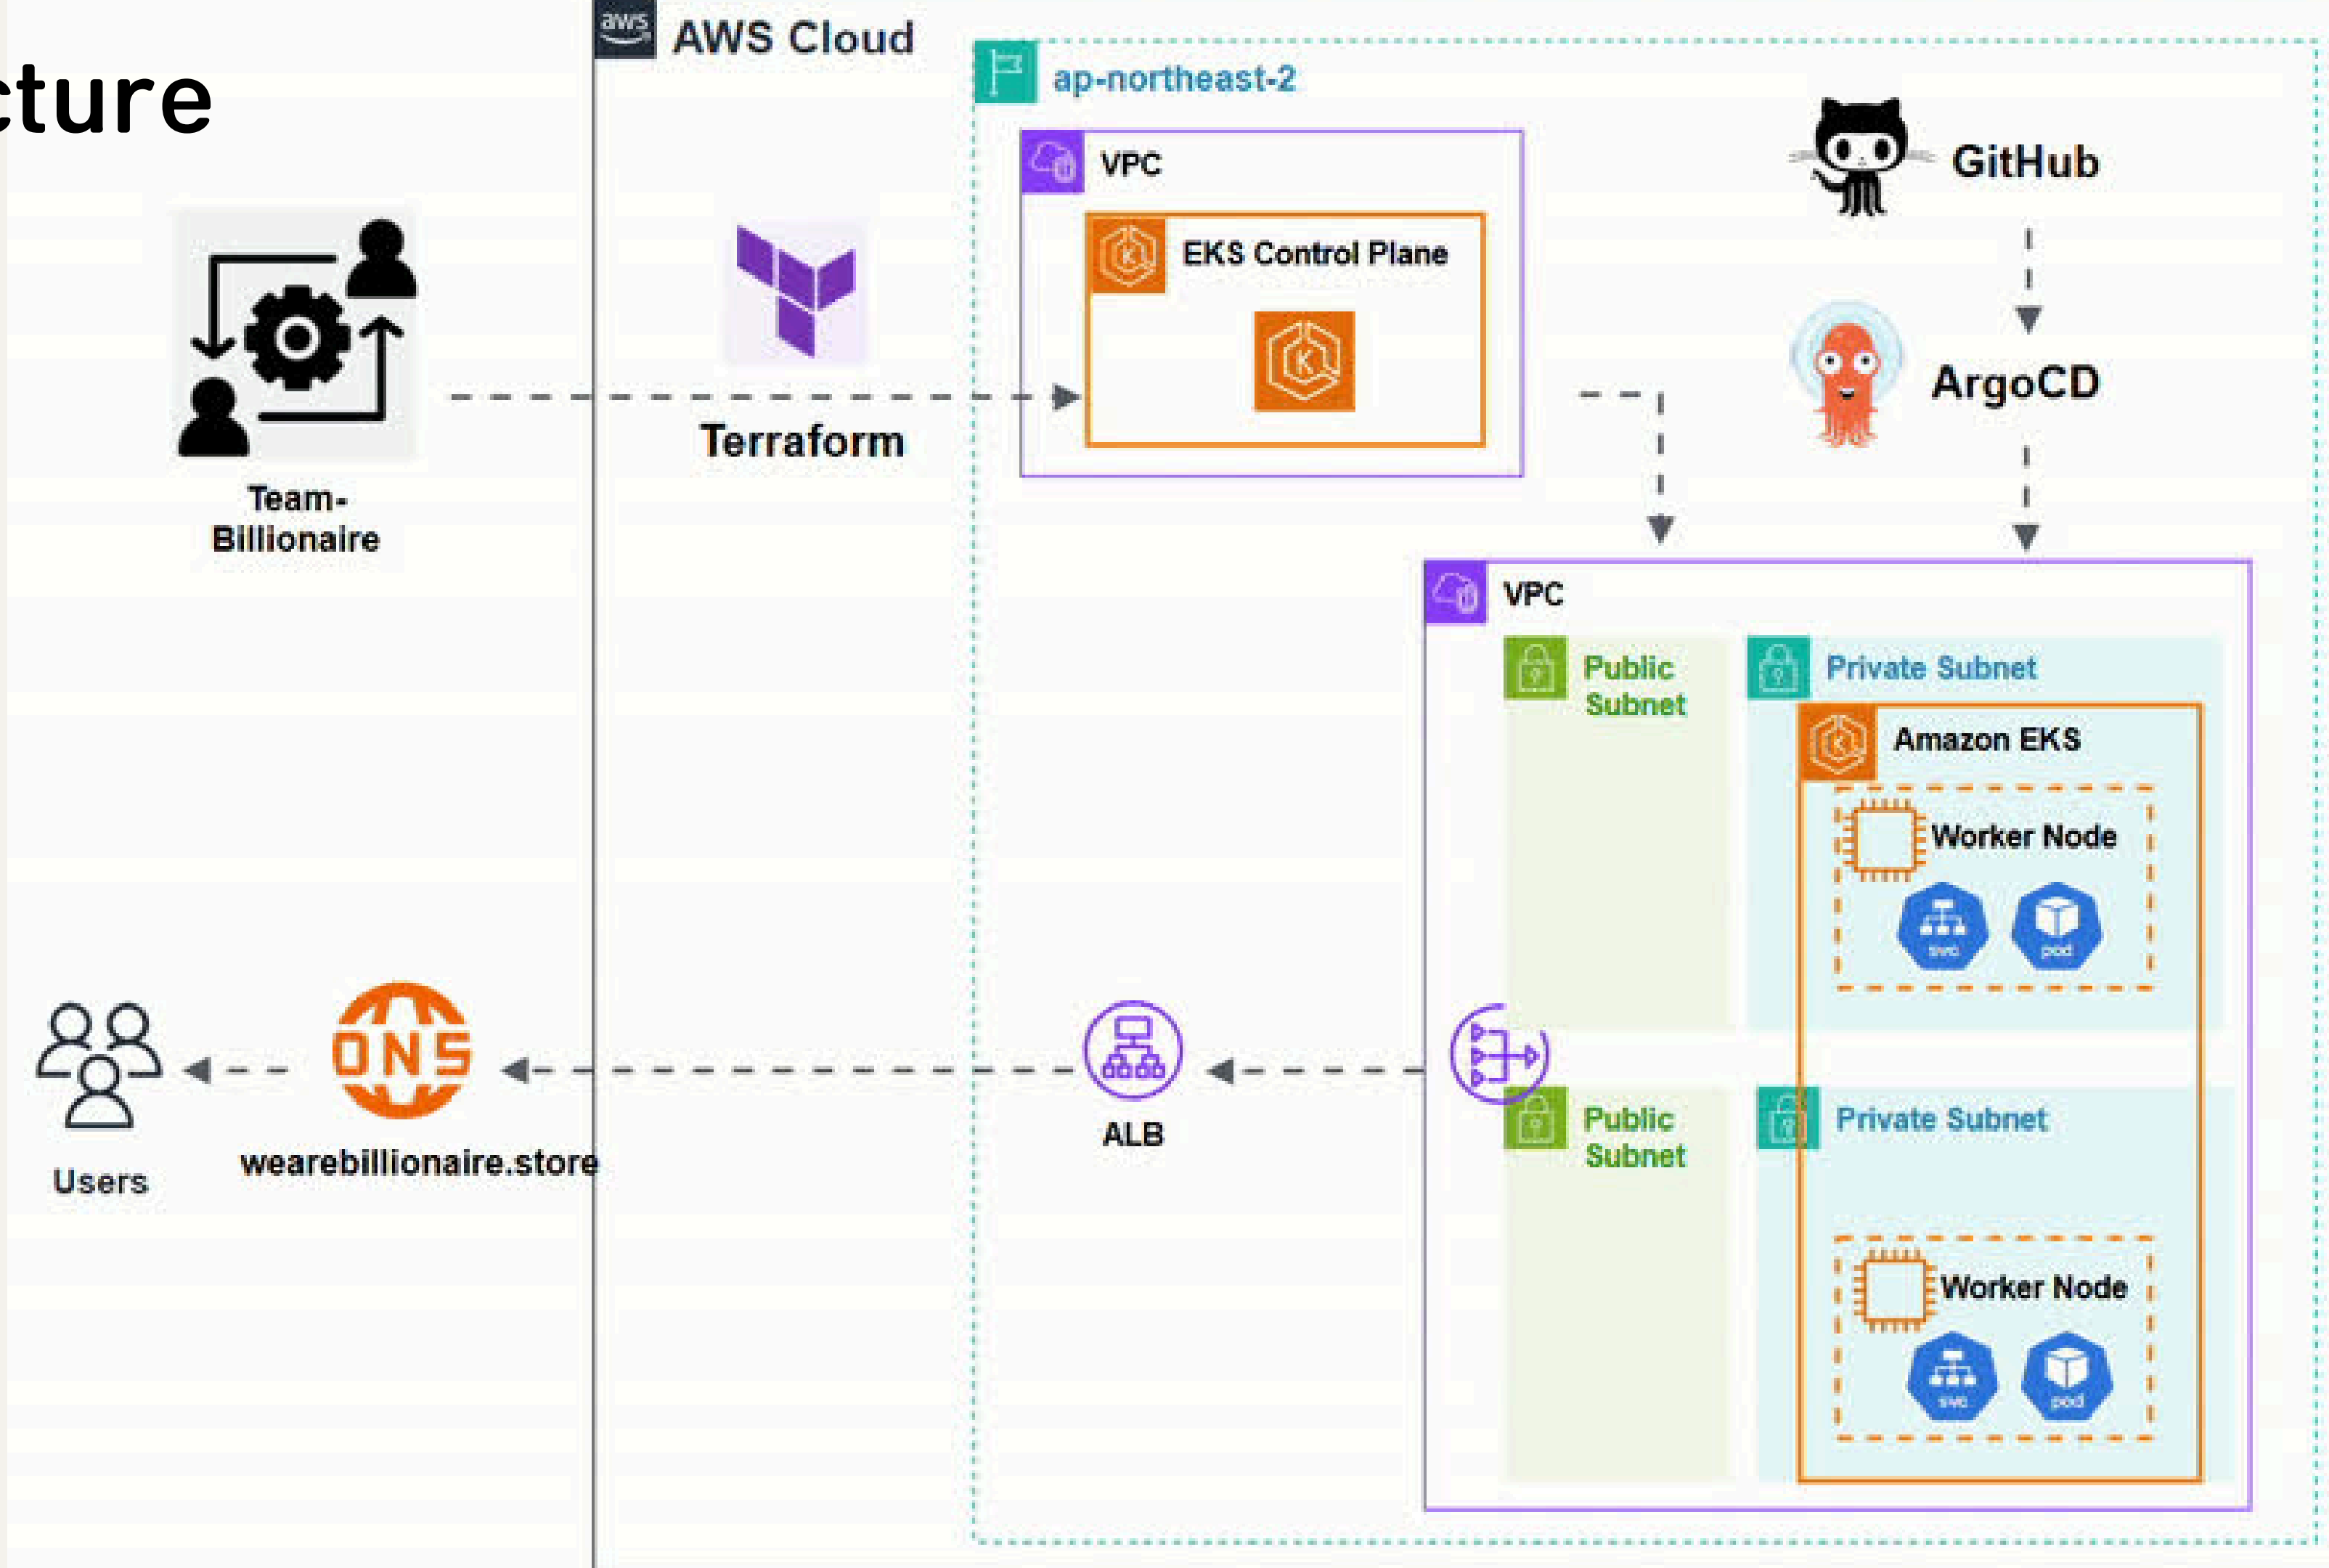 cture
aws
AWS Cloud
ap-northeast-2
VPC
EKS Control Plane
GitHub
ArgoCD
Terraform
Team-
Billionaire
VPC
Public
Subnet
Private Subnet
Amazon EKS
Worker Node
svc
pod
DNS
wearebillionaire.store
Users
ALB
Public
Subnet
Private Subnet
Worker Node
svc
pod